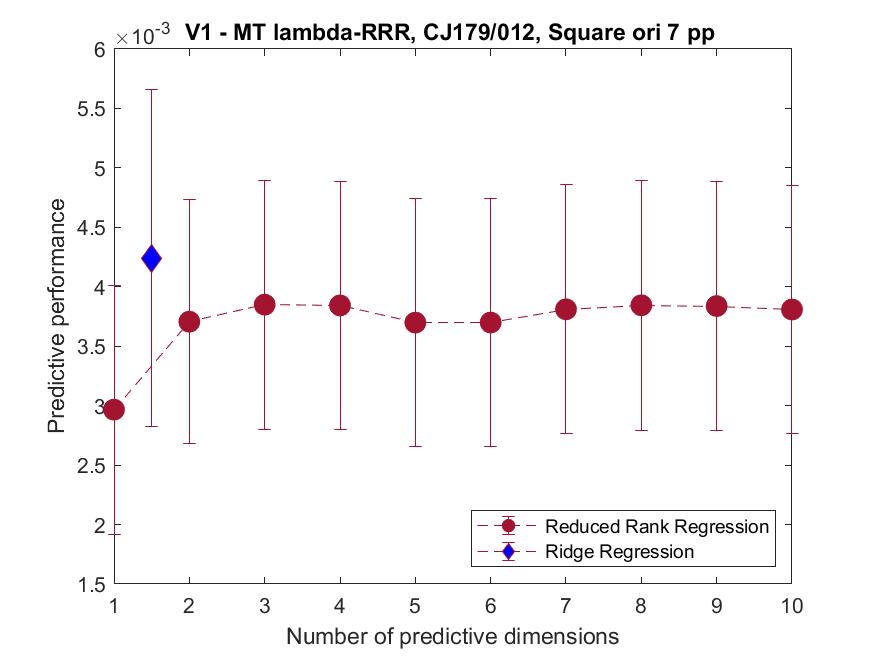 ×10-3
V1 - MT lambda-RRR, CJ179/012, Square ori 7 pp
6
5.5
5
4.5
4
3.5
3
2.5
2
1.5
Predictive performance
Reduced Rank Regression
Ridge Regression
1 2 3 4 5 6 7 8 9 10
Number of predictive dimensions